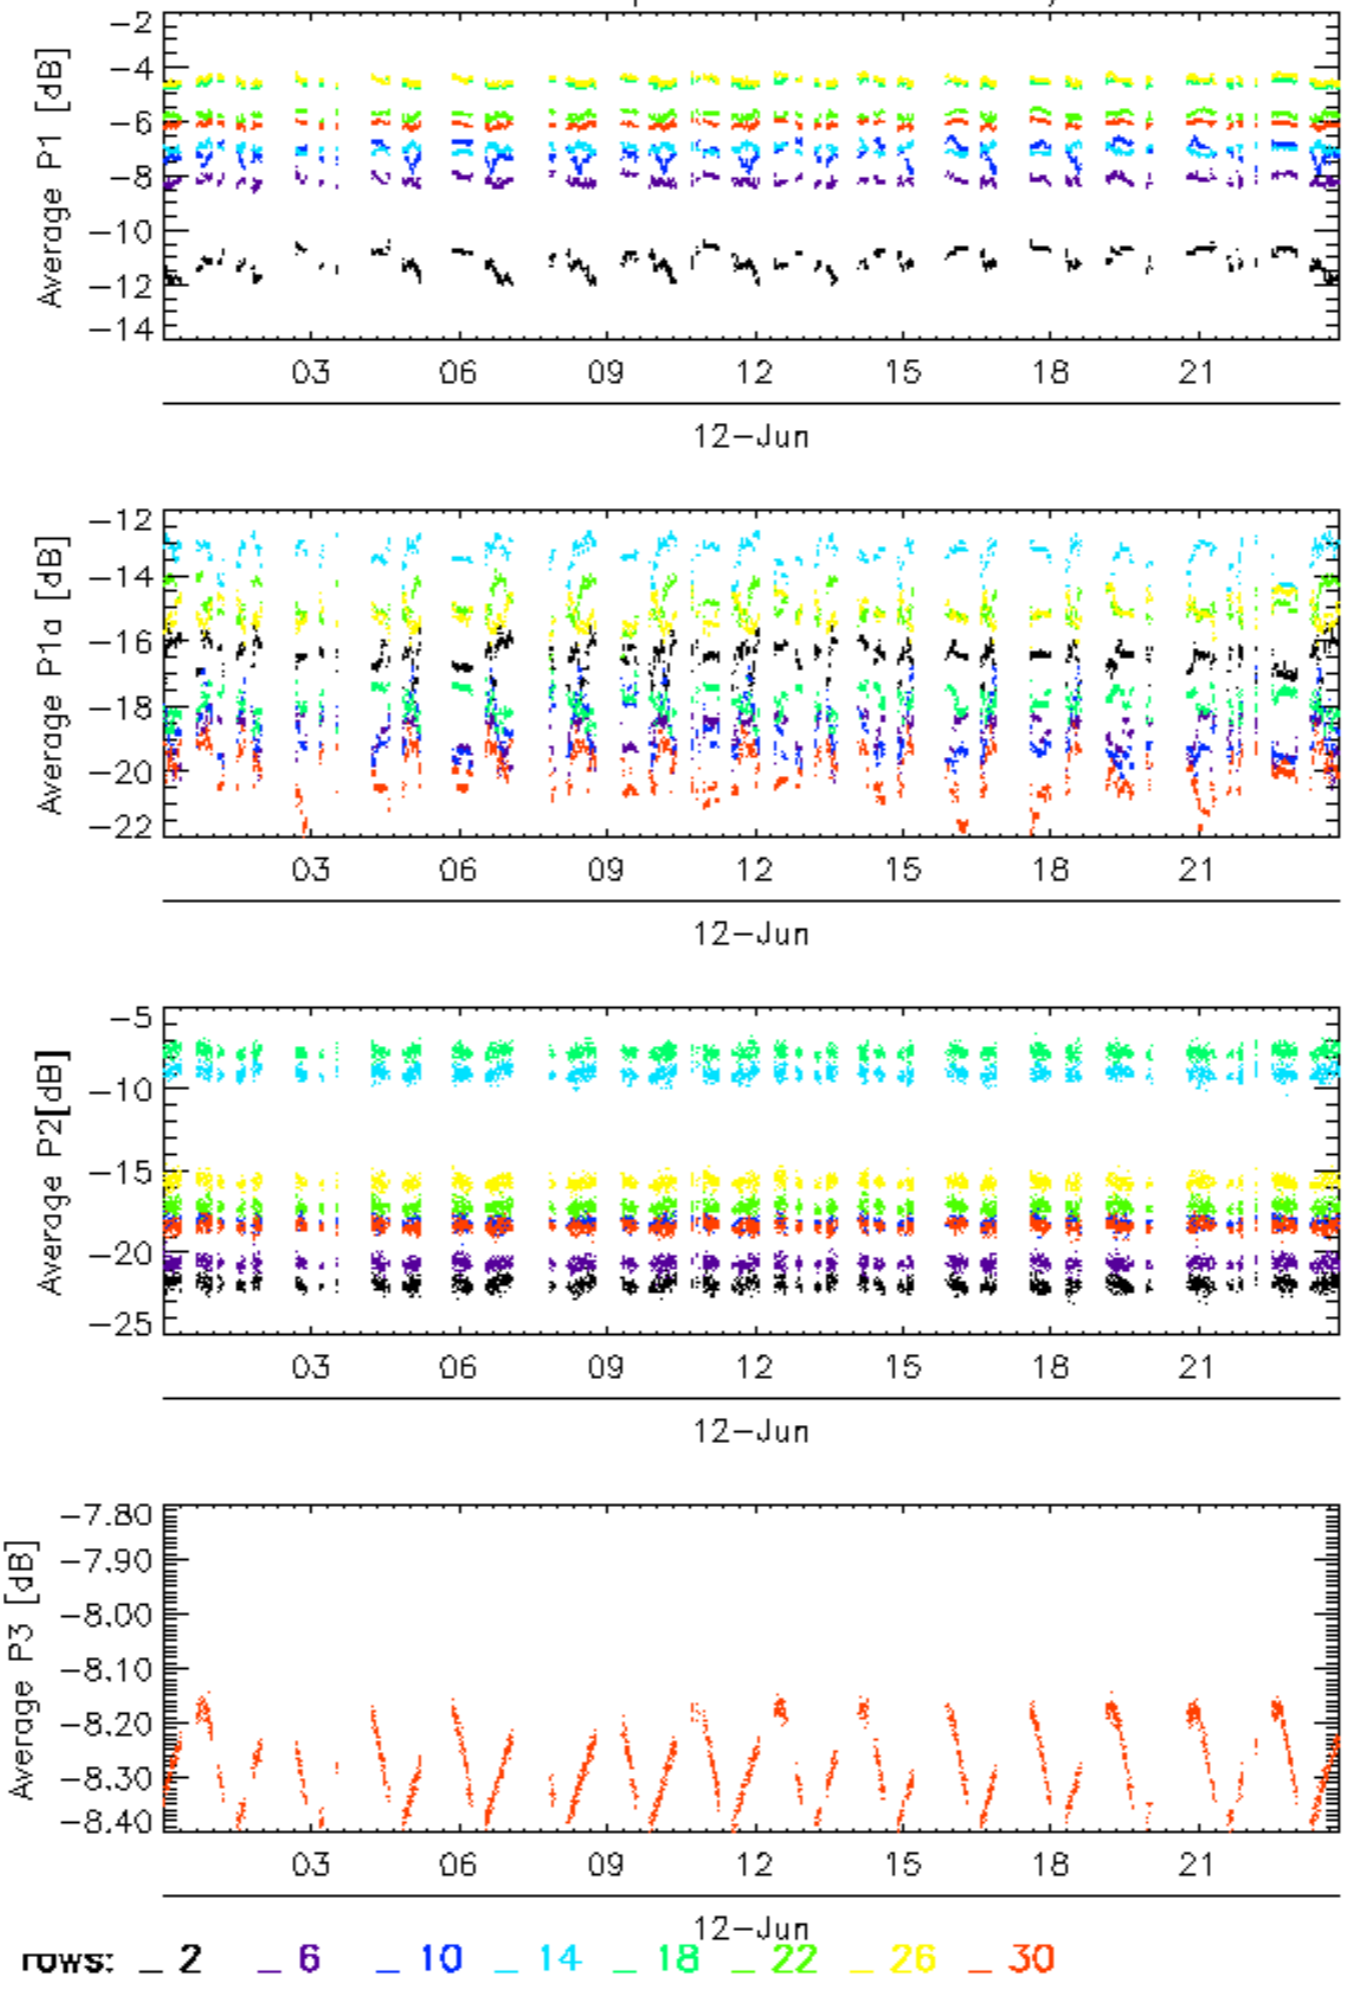 Average P1 [dB]
-2
-4
-6
-8
-10
-12
-14
03 06 09 12 15 18 21
12-Jun
Average P1a [dB]
-12
-14
-16
-18
-20
-22
03 06 09 12 15 18 21
12-Jun
Average P2[dB]
-5
-10
-15
-20
-25
03 06 09 12 15 18 21
12-Jun
Average P3 [dB]
-7.80
-7.90
-8.00
-8.10
-8.20
-8.30
-8.40
03 06 09 12 15 18 21
12-Jun
rows: _ 2 _ 6 _ 10 _ 14 _ 18 _ 22 _ 26 _ 30